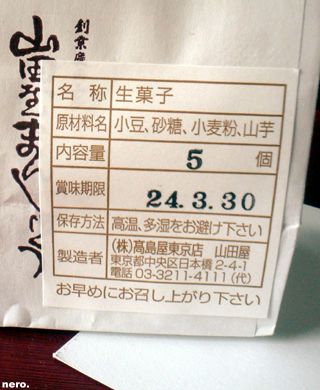 創業
山田屋まんじう
名称 生菓子
原材料名 小豆、砂糖、小麦粉、山芋
内容量 5 個
賞味期限 24.3.30
保存方法 高温、多湿をお避け下さい
製造者 (株)髙島屋東京店 山田屋
東京都中央区日本橋2-4-1
電話 03-3211-4111(代)
お早めにお召し上がり下さい
nero.